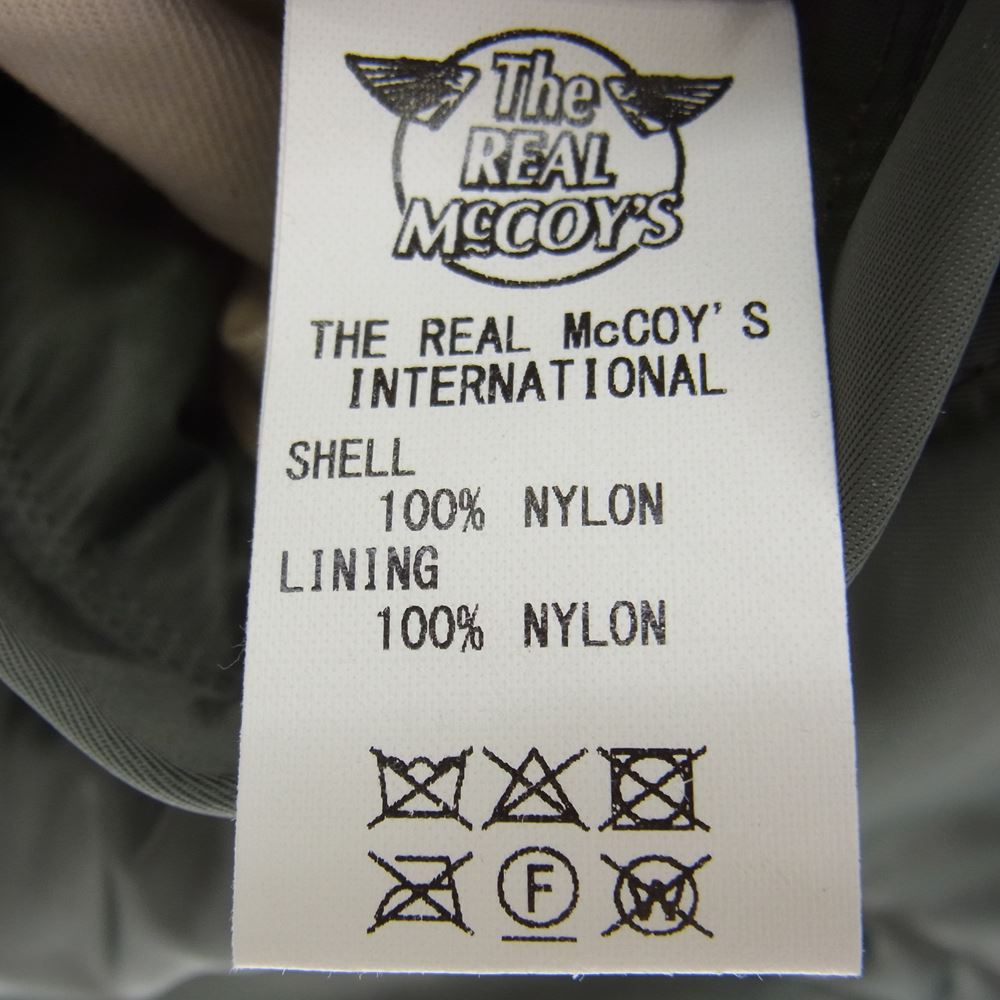 The
REAL
McCOY'S
THE REAL McCOY'S
INTERNATIONAL
SHELL
100% NYLON
LINING
100% NYLON
F W